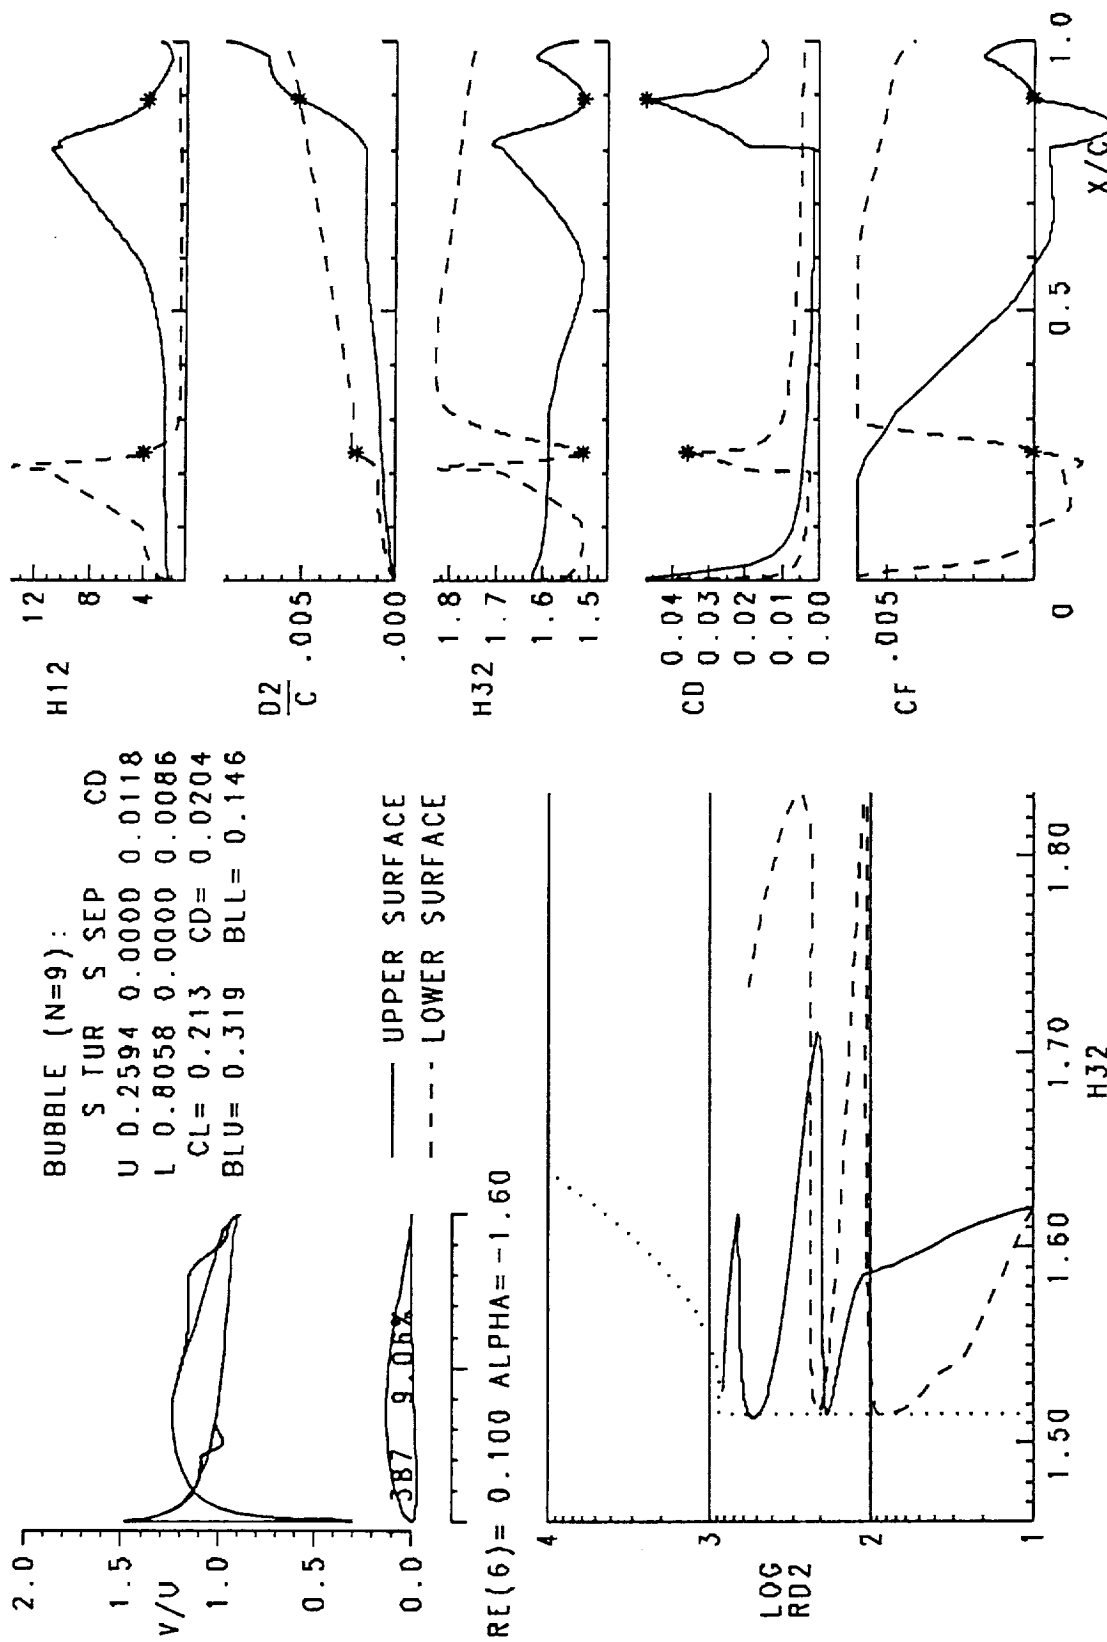 2.0
1.5
V/U
1.0
0.5
0.0
BUBBLE (N=9):
S TUR S SEP CD
U 0.2594 0.0000 0.0118
L 0.8058 0.0000 0.0086
CL= 0.213 CD= 0.0204
BLU= 0.319 BLL= 0.146
387 9.06%
UPPER SURFACE
LOWER SURFACE
RE(6)= 0.100 ALPHA=-1.60
4
3
LOG
RD2
2
1
1.50
1.60
1.70
1.80
H32
H12
12
8
4
D2
C
.005
.000
H32
1.8
1.7
1.6
1.5
CD
0.04
0.03
0.02
0.01
0.00
CF
.005
0
0.5
X/C
1.0